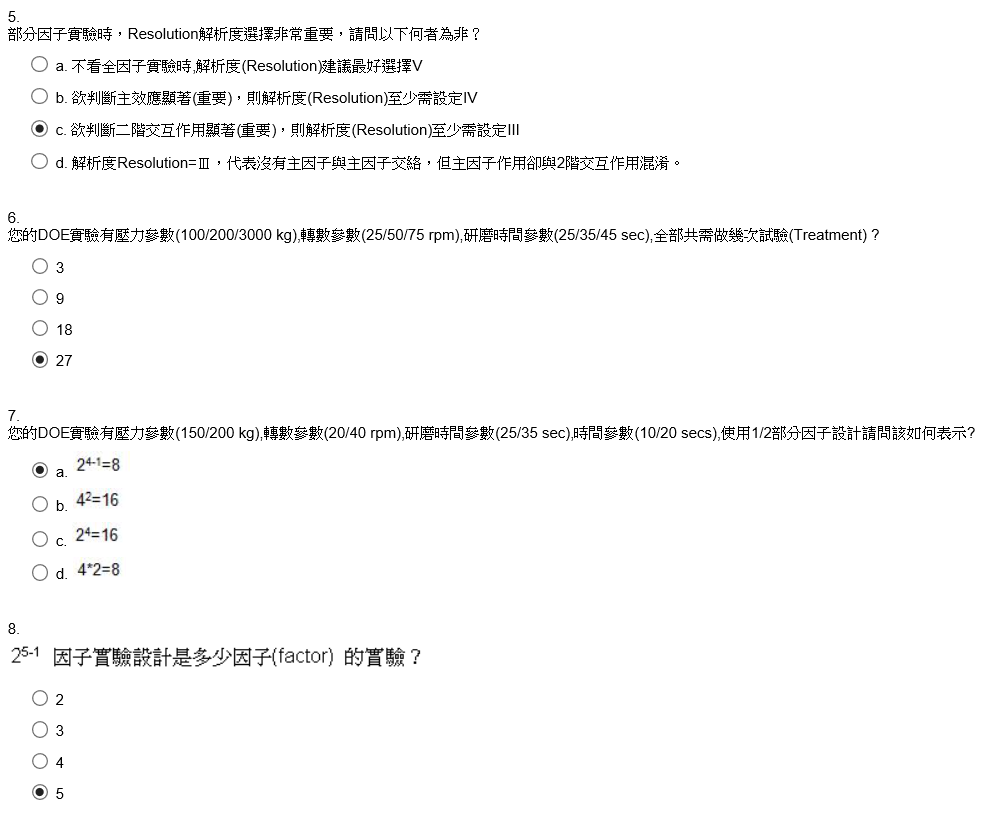 5.
部分因子實驗時，Resolution解析度選擇非常重要，請問以下何者為非？
a. 不看全因子實驗時,解析度(Resolution)建議最好選擇V
b. 欲判斷主效應顯著(重要)，則解析度(Resolution)至少需設定IV
c. 欲判斷二階交互作用顯著(重要)，則解析度(Resolution)至少需設定III
d. 解析度Resolution=Ⅲ，代表沒有主因子與主因子交絡，但主因子作用卻與2階交互作用混淆。
6.
您的DOE實驗有壓力參數(100/200/3000 kg),轉數參數(25/50/75 rpm),研磨時間參數(25/35/45 sec),全部共需做幾次試驗(Treatment)？
3
9
18
27
7.
您的DOE實驗有壓力參數(150/200 kg),轉數參數(20/40 rpm),研磨時間參數(25/35 sec),時間參數(10/20 secs),使用1/2部分因子設計請問該如何表示?
a. 2⁴⁻¹=8
b. 4²=16
c. 2⁴=16
d. 4*2=8
8.
2⁵⁻¹ 因子實驗設計是多少因子(factor) 的實驗？
2
3
4
5